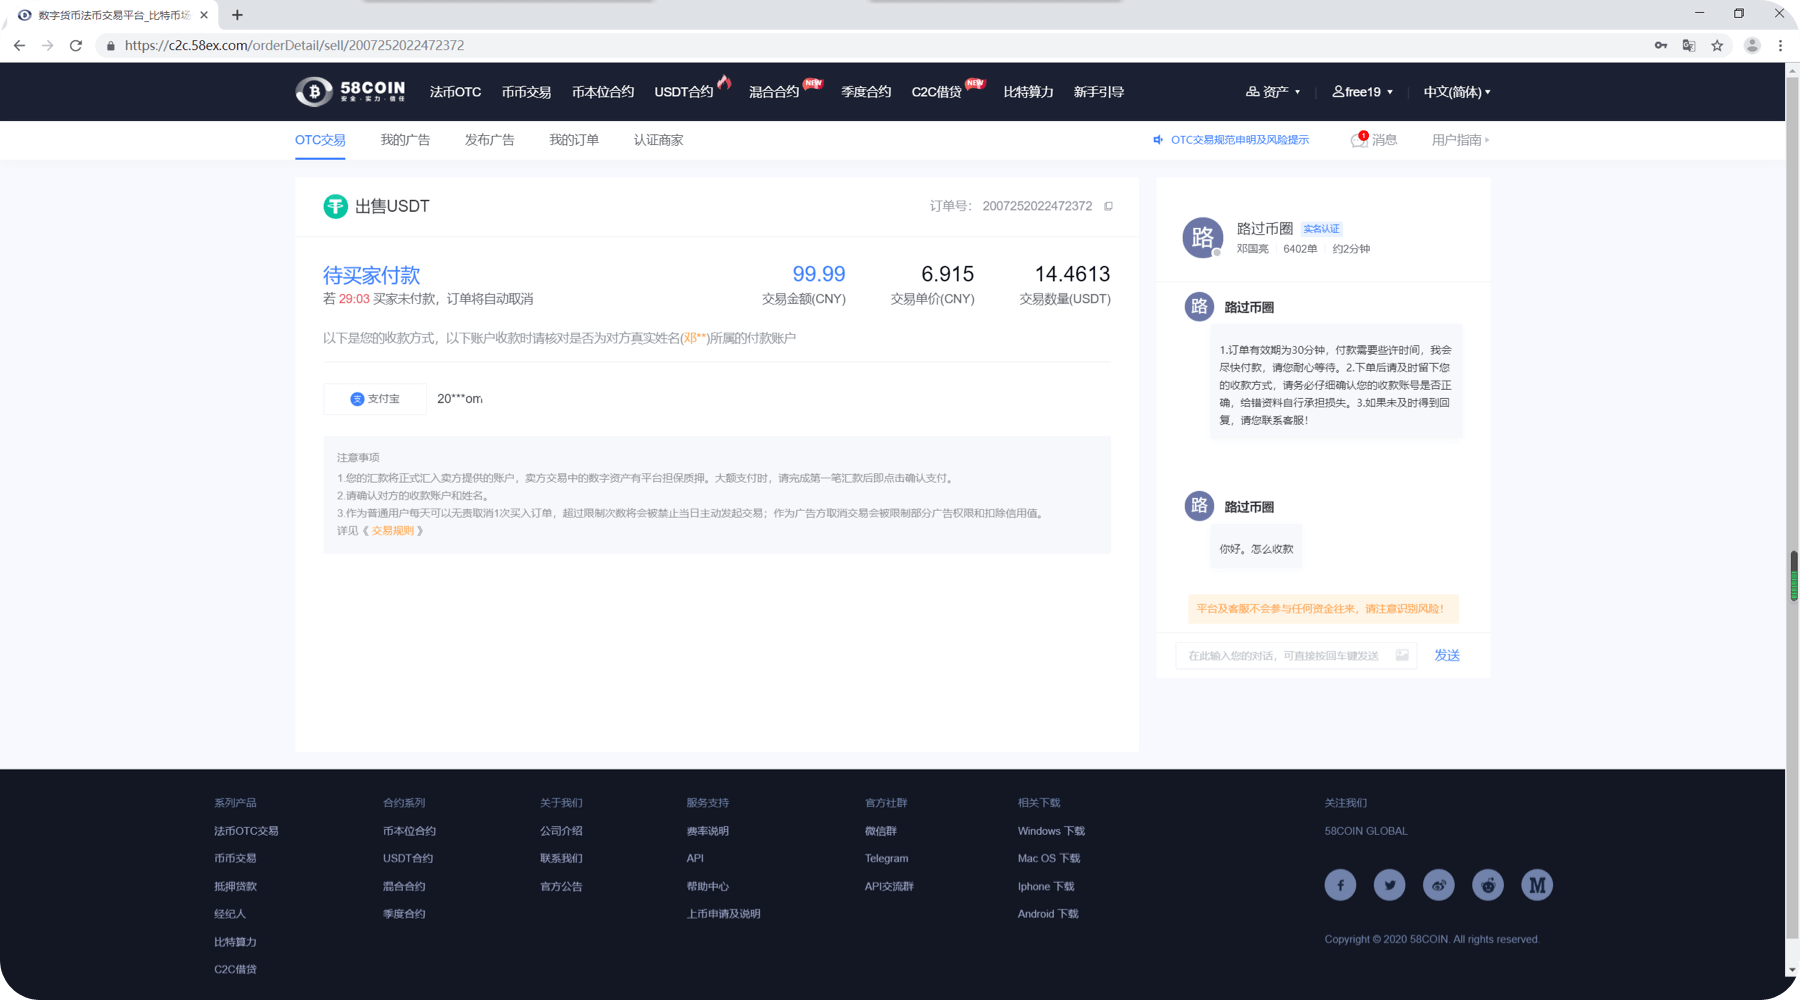 数字货币法币交易平台_比特币场
https://c2c.58ex.com/orderDetail/sell/2007252022472372
58COIN
安全·实力·信任
法币OTC 币币交易 币本位合约 USDT合约 混合合约 NEW 季度合约 C2C借贷 NEW 比特算力 新手引导 资产 free19 中文(简体)
OTC交易 我的广告 发布广告 我的订单 认证商家 OTC交易规范申明及风险提示 1 消息 用户指南
出售USDT 订单号: 2007252022472372
待买家付款
若 29:03 买家未付款，订单将自动取消
99.99 6.915 14.4613
交易金额(CNY) 交易单价(CNY) 交易数量(USDT)
以下是您的收款方式，以下账户收款时请核对是否为对方真实姓名(邓**)所属的付款账户
支 支付宝 20***om
注意事项
1.您的汇款将正式汇入卖方提供的账户，卖方交易中的数字资产有平台担保质押。大额支付时，请完成第一笔汇款后即点击确认支付。
2.请确认对方的收款账户和姓名。
3.作为普通用户每天可以无责取消1次买入订单，超过限制次数将会被禁止当日主动发起交易；作为广告方取消交易会被限制部分广告权限和扣除信用值。
详见《 交易规则 》
路 路过币圈 实名认证
邓国亮 6402单 约2分钟
路 路过币圈
1.订单有效期为30分钟，付款需要些许时间，我会
尽快付款，请您耐心等待。2.下单后请及时留下您
的收款方式，请务必仔细确认您的收款账号是否正
确，给错资料自行承担损失。3.如果未及时得到回
复，请您联系客服！
路 路过币圈
你好。怎么收款
平台及客服不会参与任何资金往来，请注意识别风险！
在此输入您的对话，可直接按回车键发送 发送
系列产品 合约系列 关于我们 服务支持 官方社群 相关下载 关注我们
法币OTC交易 币本位合约 公司介绍 费率说明 微信群 Windows 下载 58COIN GLOBAL
币币交易 USDT合约 联系我们 API Telegram Mac OS 下载
抵押贷款 混合合约 官方公告 帮助中心 API交流群 Iphone 下载
经纪人 季度合约 上币申请及说明 Android 下载
比特算力
C2C借贷
Copyright © 2020 58COIN. All rights reserved.